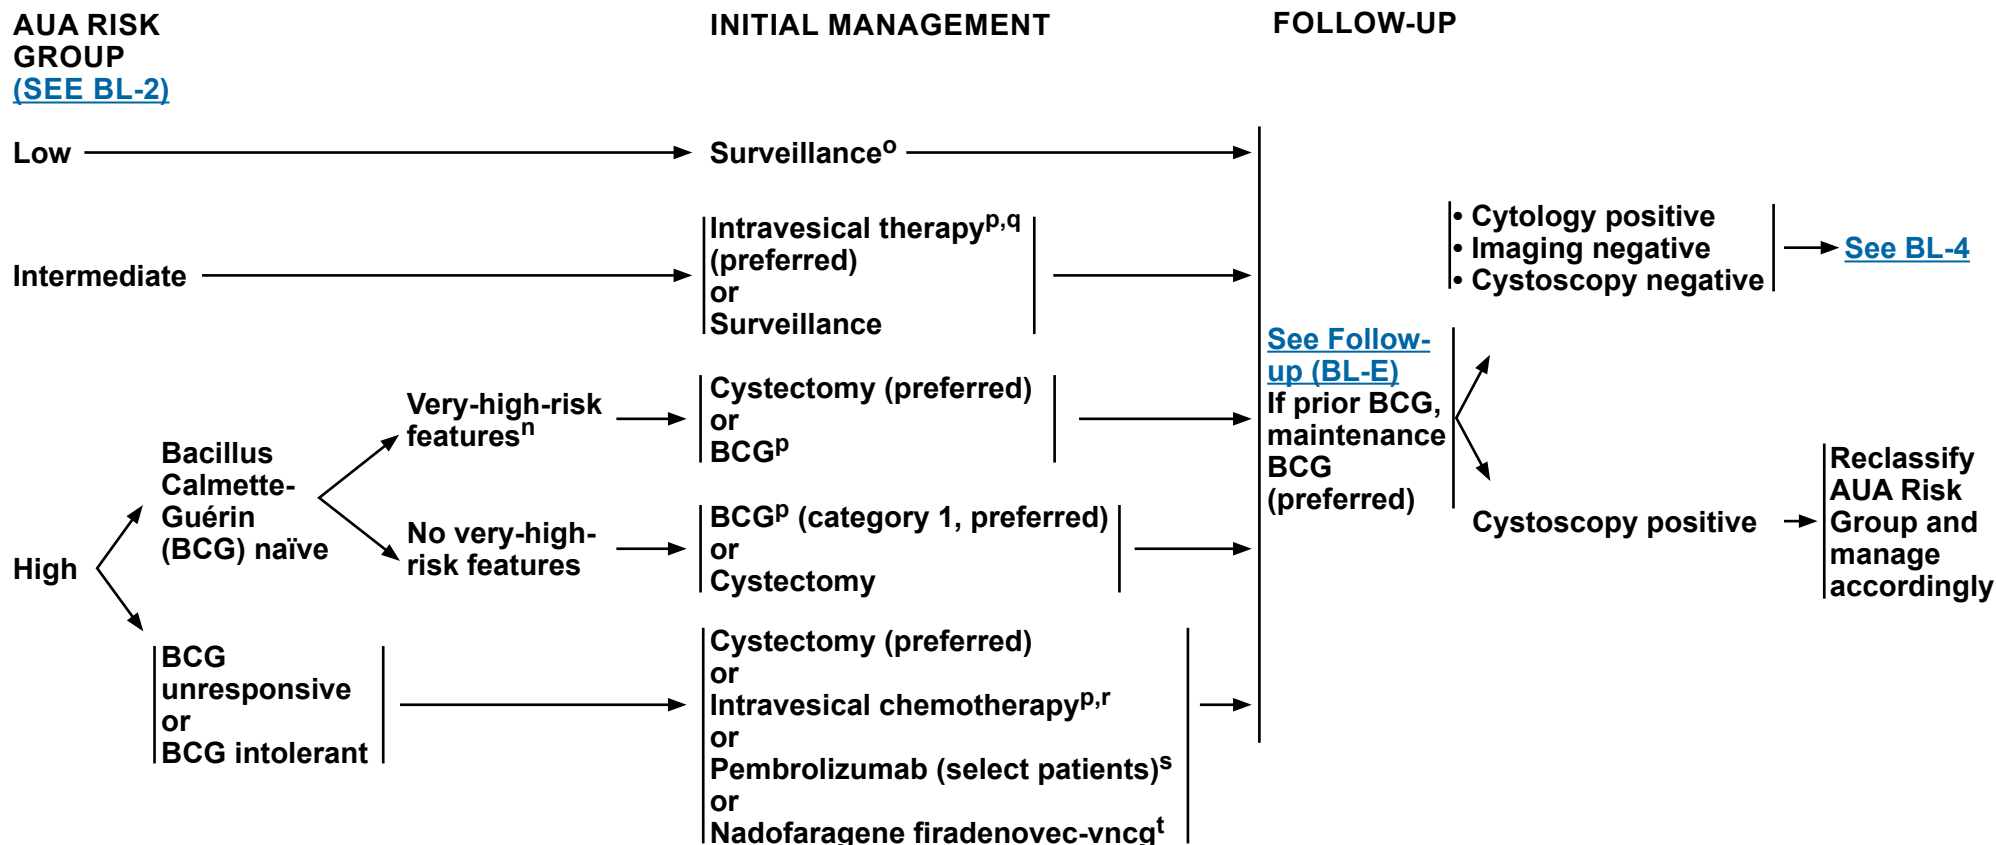 AUA RISK
GROUP
(SEE BL-2)
INITIAL MANAGEMENT
FOLLOW-UP
Low
Surveillanceᵒ
Intermediate
Intravesical therapyᵖ,q
(preferred)
or
Surveillance
High
Bacillus
Calmette-
Guérin
(BCG) naïve
Very-high-risk
featuresⁿ
Cystectomy (preferred)
or
BCGᵖ
No very-high-
risk features
BCGᵖ (category 1, preferred)
or
Cystectomy
BCG
unresponsive
or
BCG intolerant
Cystectomy (preferred)
or
Intravesical chemotherapyᵖ,ʳ
or
Pembrolizumab (select patients)ˢ
or
Nadofaragene firadenovec-vncgᵗ
See Follow-
up (BL-E)
If prior BCG,
maintenance
BCG
(preferred)
• Cytology positive
• Imaging negative
• Cystoscopy negative
See BL-4
Cystoscopy positive
Reclassify
AUA Risk
Group and
manage
accordingly